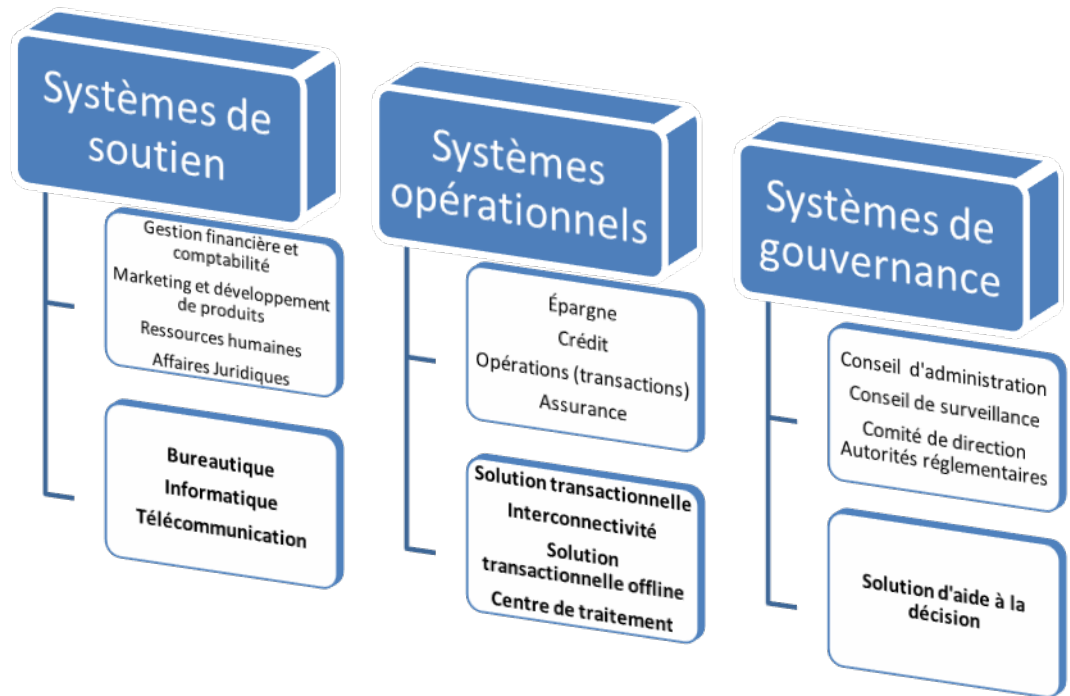 Systèmes de
soutien
Gestion financière et
comptabilité
Marketing et développement
de produits
Ressources humaines
Affaires Juridiques
Bureautique
Informatique
Télécommunication
Systèmes
opérationnels
Épargne
Crédit
Opérations (transactions)
Assurance
Solution transactionnelle
Interconnectivité
Solution
transactionnelle offline
Centre de traitement
Systèmes de
gouvernance
Conseil d'administration
Conseil de surveillance
Comité de direction
Autorités réglementaires
Solution d'aide à la
décision